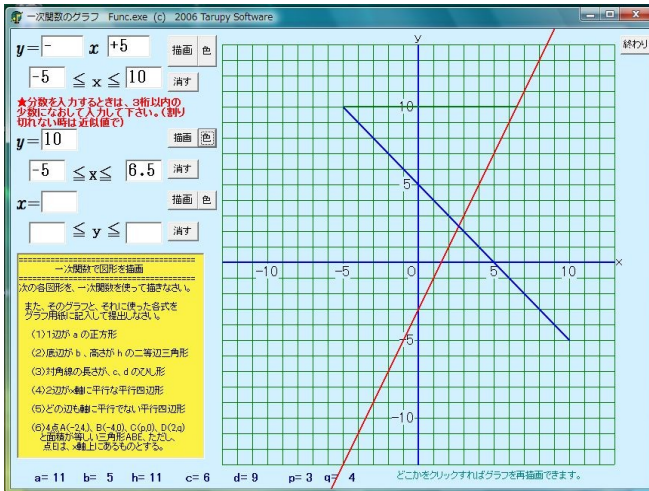 一次関数のグラフ Func.exe (c) 2006 Tarupy Software
y= - x +5 描画 色
-5 ≦ x ≦ 10 消す
★分数を入力するときは、3桁以内の
少数になおして入力して下さい。(割り
切れない時は近似値で)
y= 10 描画 色
-5 ≦ x ≦ 6.5 消す
x= 描画 色
≦ y ≦ 消す
一次関数で図形を描画
次の各図形を、一次関数を使って描きなさい。
また、そのグラフと、それに使った各式を
グラフ用紙に記入して提出しなさい。
(1)1辺がaの正方形
(2)底辺がb、高さがhの二等辺三角形
(3)対角線の長さが、c、dのひし形
(4)2辺がx軸に平行な平行四辺形
(5)どの辺も軸に平行でない平行四辺形
(6)4点A(-2,4,)、B(-4,0)、C(p,0)、D(2,q)
と面積が等しい三角形ABE、ただし、
点Eは、x軸上にあるものとする。
a= 11 b= 5 h= 11 c= 6 d= 9 p= 3 q= 4
どこかをクリックすればグラフを再描画できます。
終わり
y
10
5
-10 -5 O 5 10 x
-5
-10